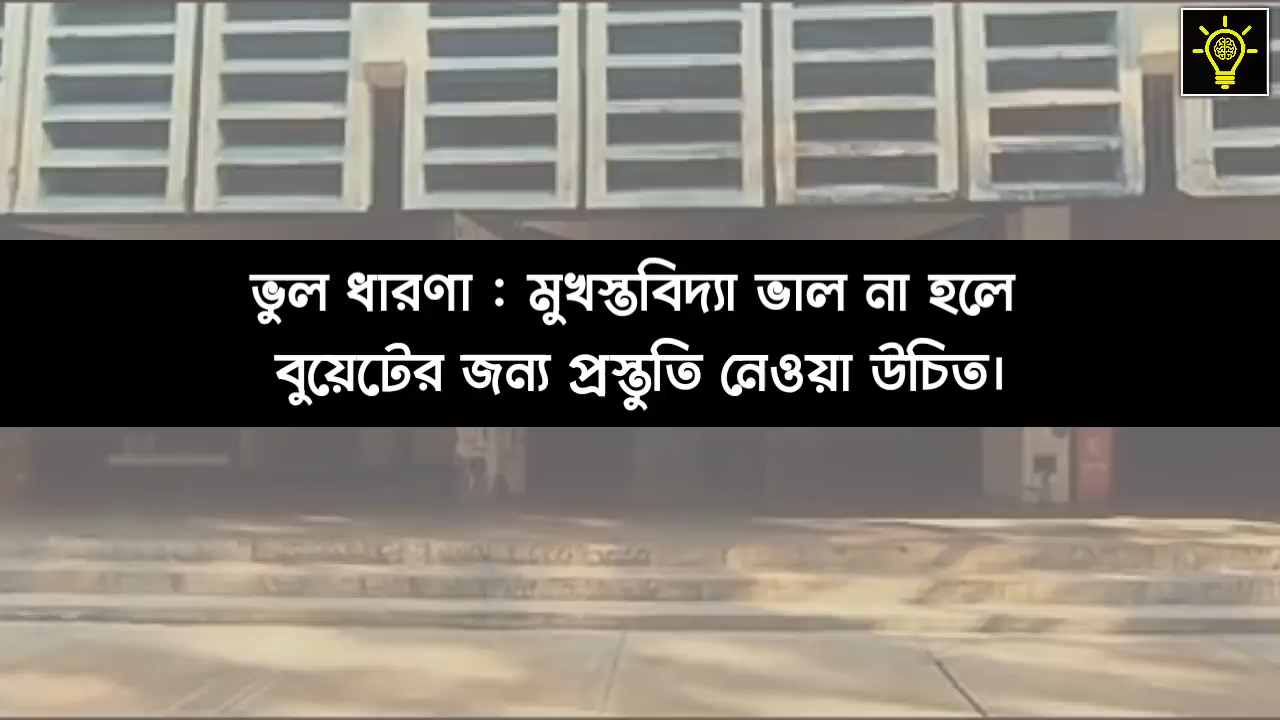 ভুল ধারণা : মুখস্তবিদ্যা ভাল না হলে
বুয়েটের জন্য প্রস্তুতি নেওয়া উচিত।